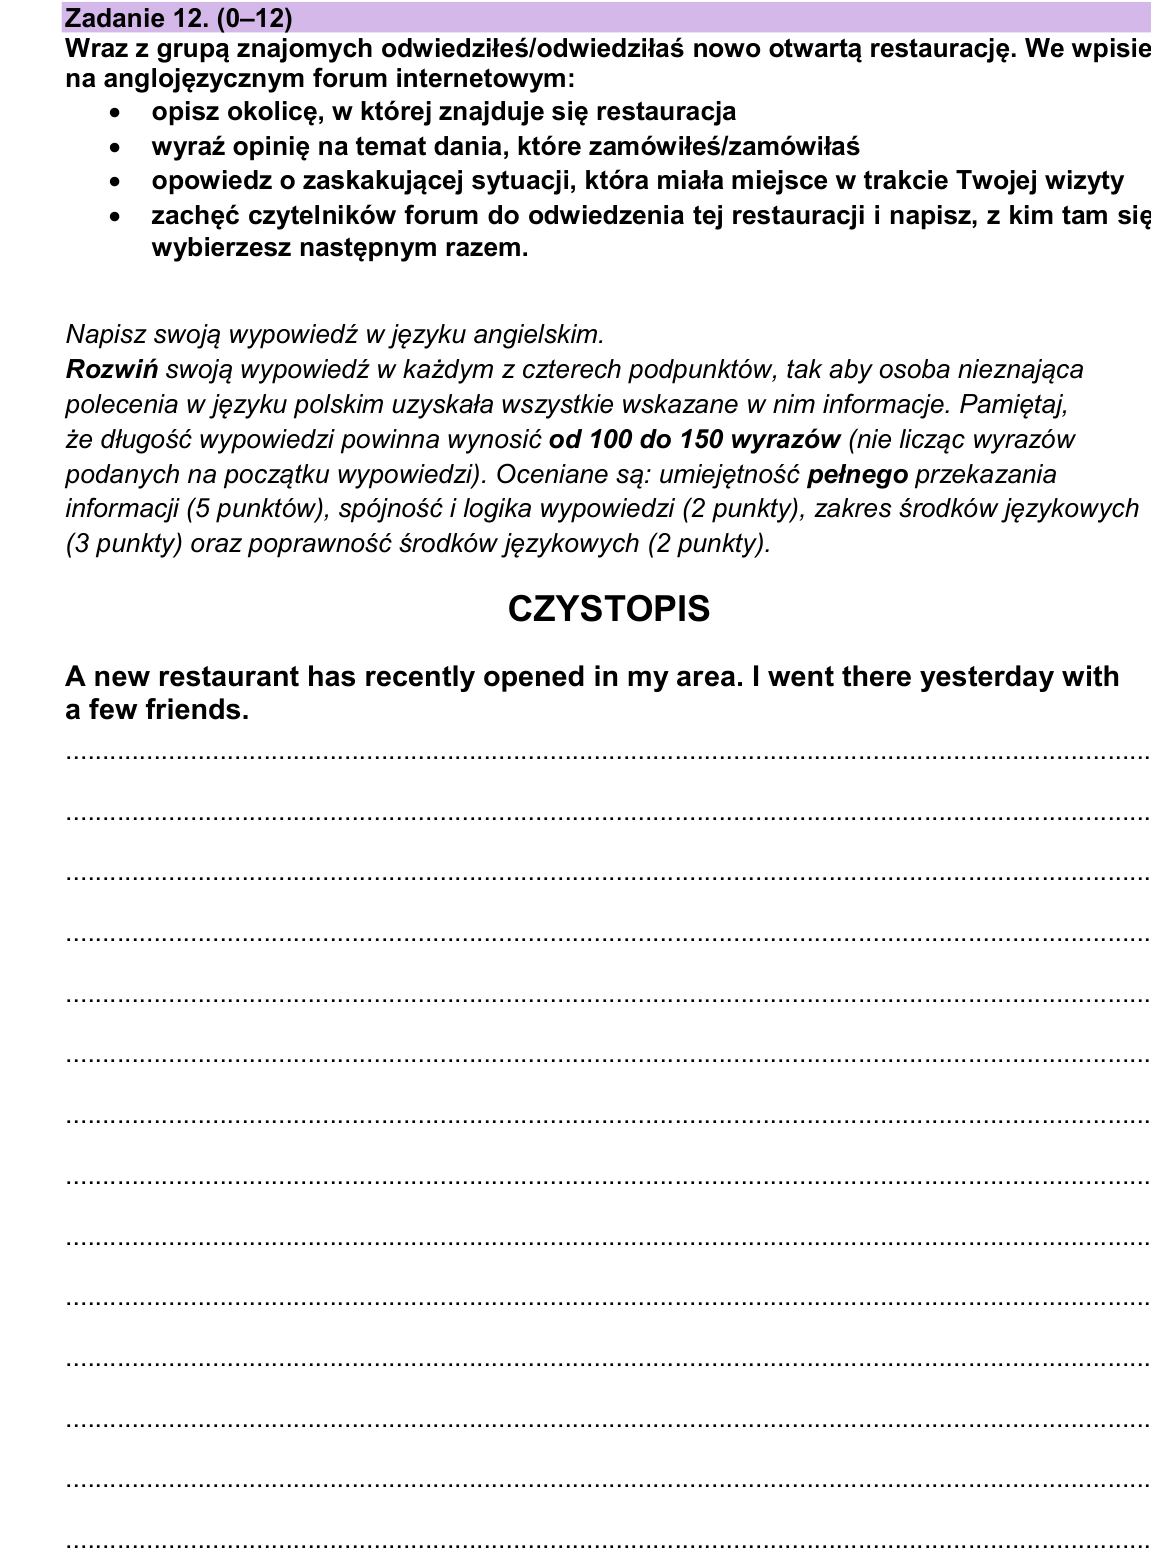 Zadanie 12. (0–12)
Wraz z grupą znajomych odwiedziłeś/odwiedziłaś nowo otwartą restaurację. We wpisie
na anglojęzycznym forum internetowym:
• opisz okolicę, w której znajduje się restauracja
• wyraź opinię na temat dania, które zamówiłeś/zamówiłaś
• opowiedz o zaskakującej sytuacji, która miała miejsce w trakcie Twojej wizyty
• zachęć czytelników forum do odwiedzenia tej restauracji i napisz, z kim tam się
wybierzesz następnym razem.
Napisz swoją wypowiedź w języku angielskim.
Rozwiń swoją wypowiedź w każdym z czterech podpunktów, tak aby osoba nieznająca
polecenia w języku polskim uzyskała wszystkie wskazane w nim informacje. Pamiętaj,
że długość wypowiedzi powinna wynosić od 100 do 150 wyrazów (nie licząc wyrazów
podanych na początku wypowiedzi). Oceniane są: umiejętność pełnego przekazania
informacji (5 punktów), spójność i logika wypowiedzi (2 punkty), zakres środków językowych
(3 punkty) oraz poprawność środków językowych (2 punkty).
CZYSTOPIS
A new restaurant has recently opened in my area. I went there yesterday with
a few friends.